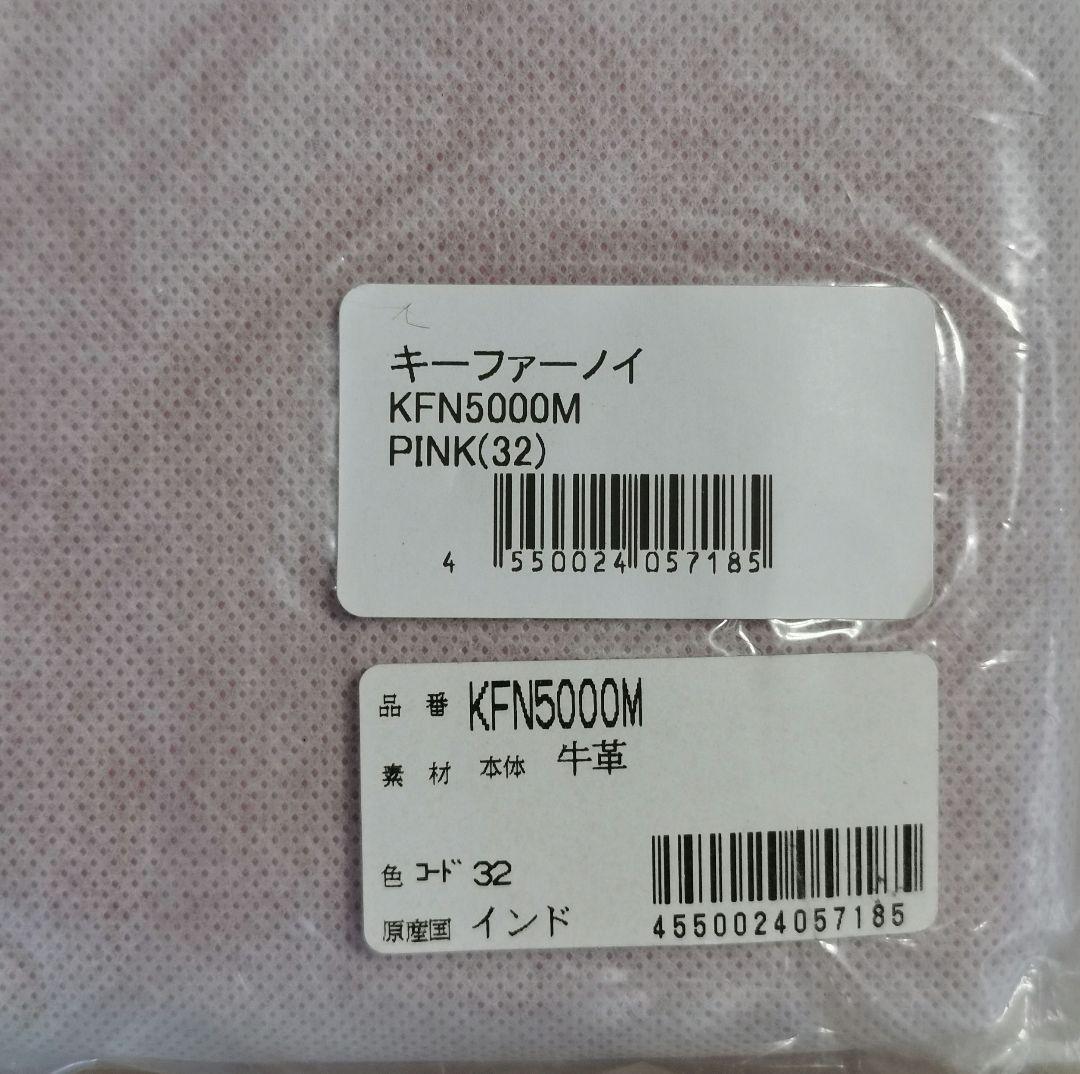 キーファーノイ
KFN5000M
PINK(32)
4 550024 057185
品 番 KFN5000M
素 材 本体 牛革
色 コード 32
原産国 インド
4550024057185